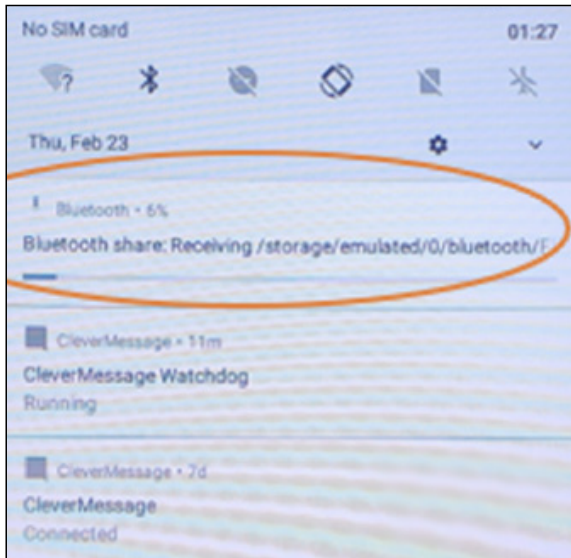 No SIM card 01:27
?
Thu, Feb 23
Bluetooth • 6%
Bluetooth share: Receiving /storage/emulated/0/bluetooth/
CleverMessage • 11m
CleverMessage Watchdog
Running
CleverMessage • 7d
CleverMessage
Connected